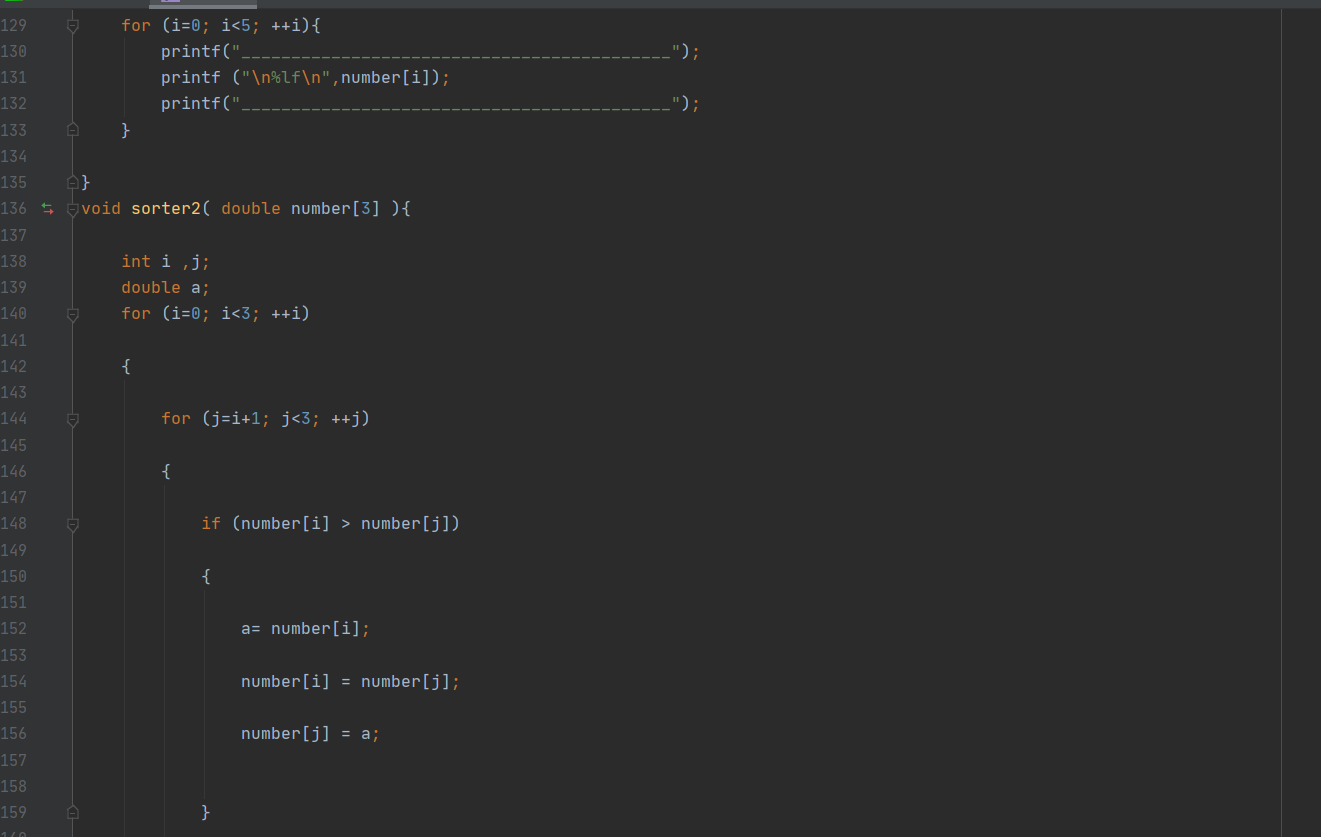 129 for (i=0; i<5; ++i){
130 printf("___________________________________________");
131 printf ("\n%lf\n",number[i]);
132 printf("___________________________________________");
133 }
134
135 }
136 void sorter2( double number[3] ){
137
138 int i ,j;
139 double a;
140 for (i=0; i<3; ++i)
141
142 {
143
144 for (j=i+1; j<3; ++j)
145
146 {
147
148 if (number[i] > number[j])
149
150 {
151
152 a= number[i];
153
154 number[i] = number[j];
155
156 number[j] = a;
157
158
159 }